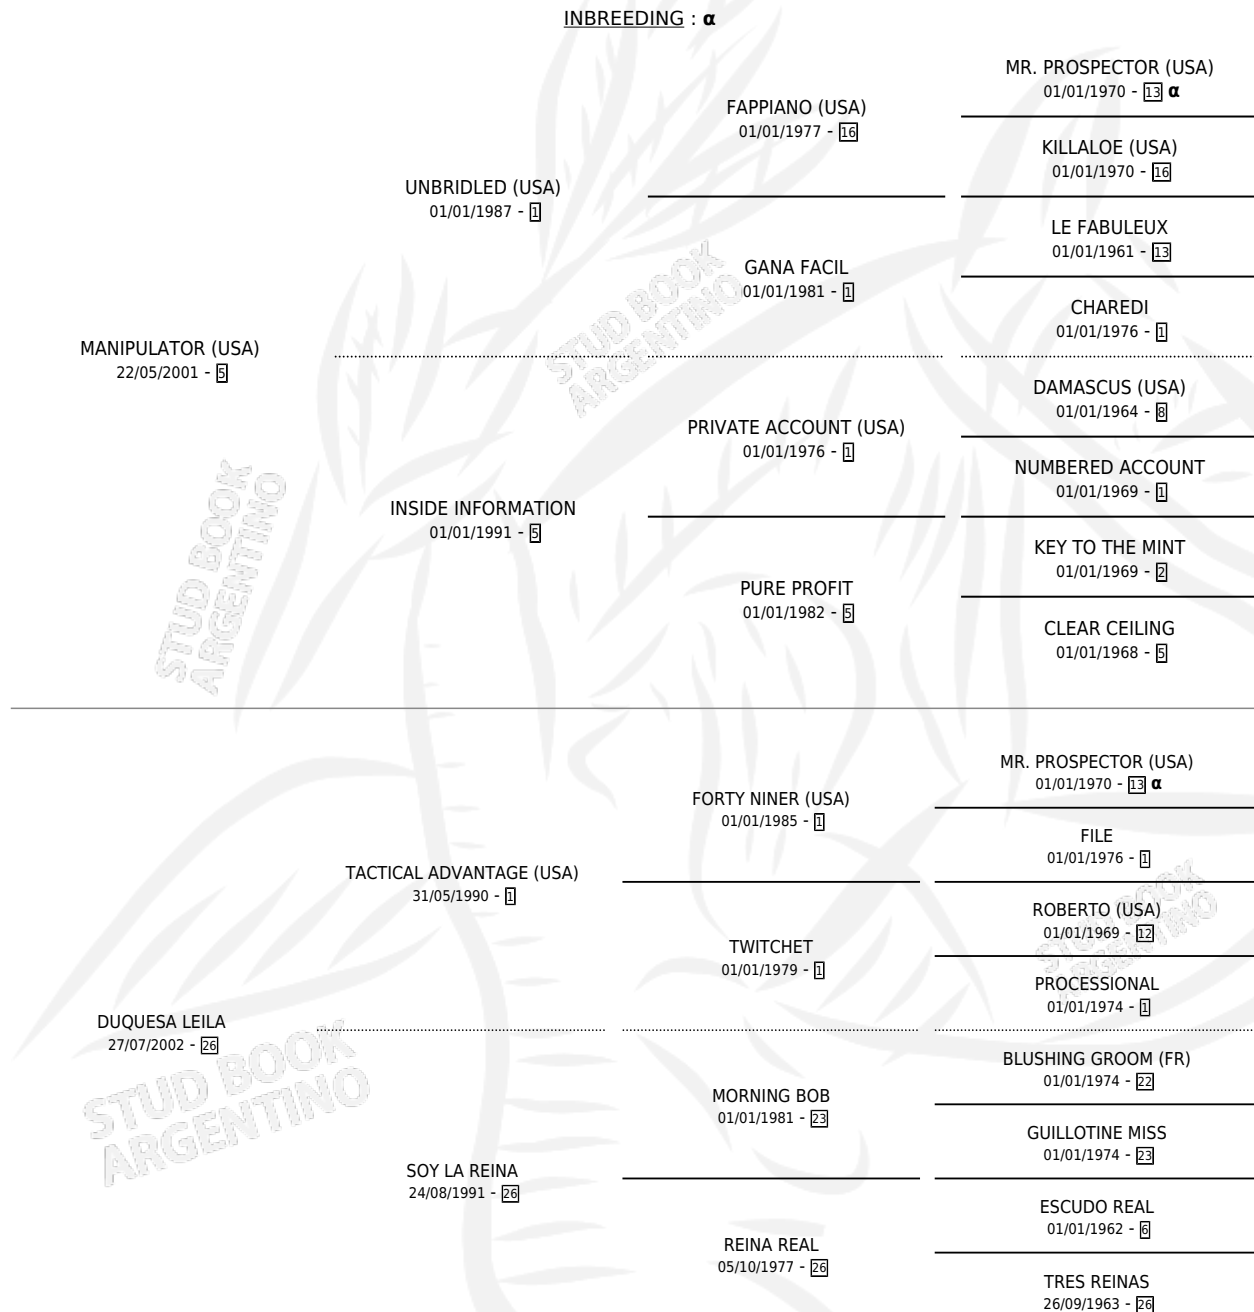 INBREEDING : α
MR. PROSPECTOR (USA)
01/01/1970 - 13 α
FAPPIANO (USA)
01/01/1977 - 16
KILLALOE (USA)
01/01/1970 - 16
UNBRIDLED (USA)
01/01/1987 - 1
LE FABULEUX
01/01/1961 - 13
GANA FACIL
01/01/1981 - 1
CHAREDI
01/01/1976 - 1
MANIPULATOR (USA)
22/05/2001 - 5
DAMASCUS (USA)
01/01/1964 - 8
PRIVATE ACCOUNT (USA)
01/01/1976 - 1
NUMBERED ACCOUNT
01/01/1969 - 1
INSIDE INFORMATION
01/01/1991 - 5
KEY TO THE MINT
01/01/1969 - 2
PURE PROFIT
01/01/1982 - 5
CLEAR CEILING
01/01/1968 - 5
MR. PROSPECTOR (USA)
01/01/1970 - 13 α
FORTY NINER (USA)
01/01/1985 - 1
FILE
01/01/1976 - 1
TACTICAL ADVANTAGE (USA)
31/05/1990 - 1
ROBERTO (USA)
01/01/1969 - 12
TWITCHET
01/01/1979 - 1
PROCESSIONAL
01/01/1974 - 1
DUQUESA LEILA
27/07/2002 - 26
BLUSHING GROOM (FR)
01/01/1974 - 22
MORNING BOB
01/01/1981 - 23
GUILLOTINE MISS
01/01/1974 - 23
SOY LA REINA
24/08/1991 - 26
ESCUDO REAL
01/01/1962 - 6
REINA REAL
05/10/1977 - 26
TRES REINAS
26/09/1963 - 26
STUD BOOK
ARGENTINO
STUD BOOK
ARGENTINO
STUD BOOK
ARGENTINO
STUD BOOK
ARGENTINO